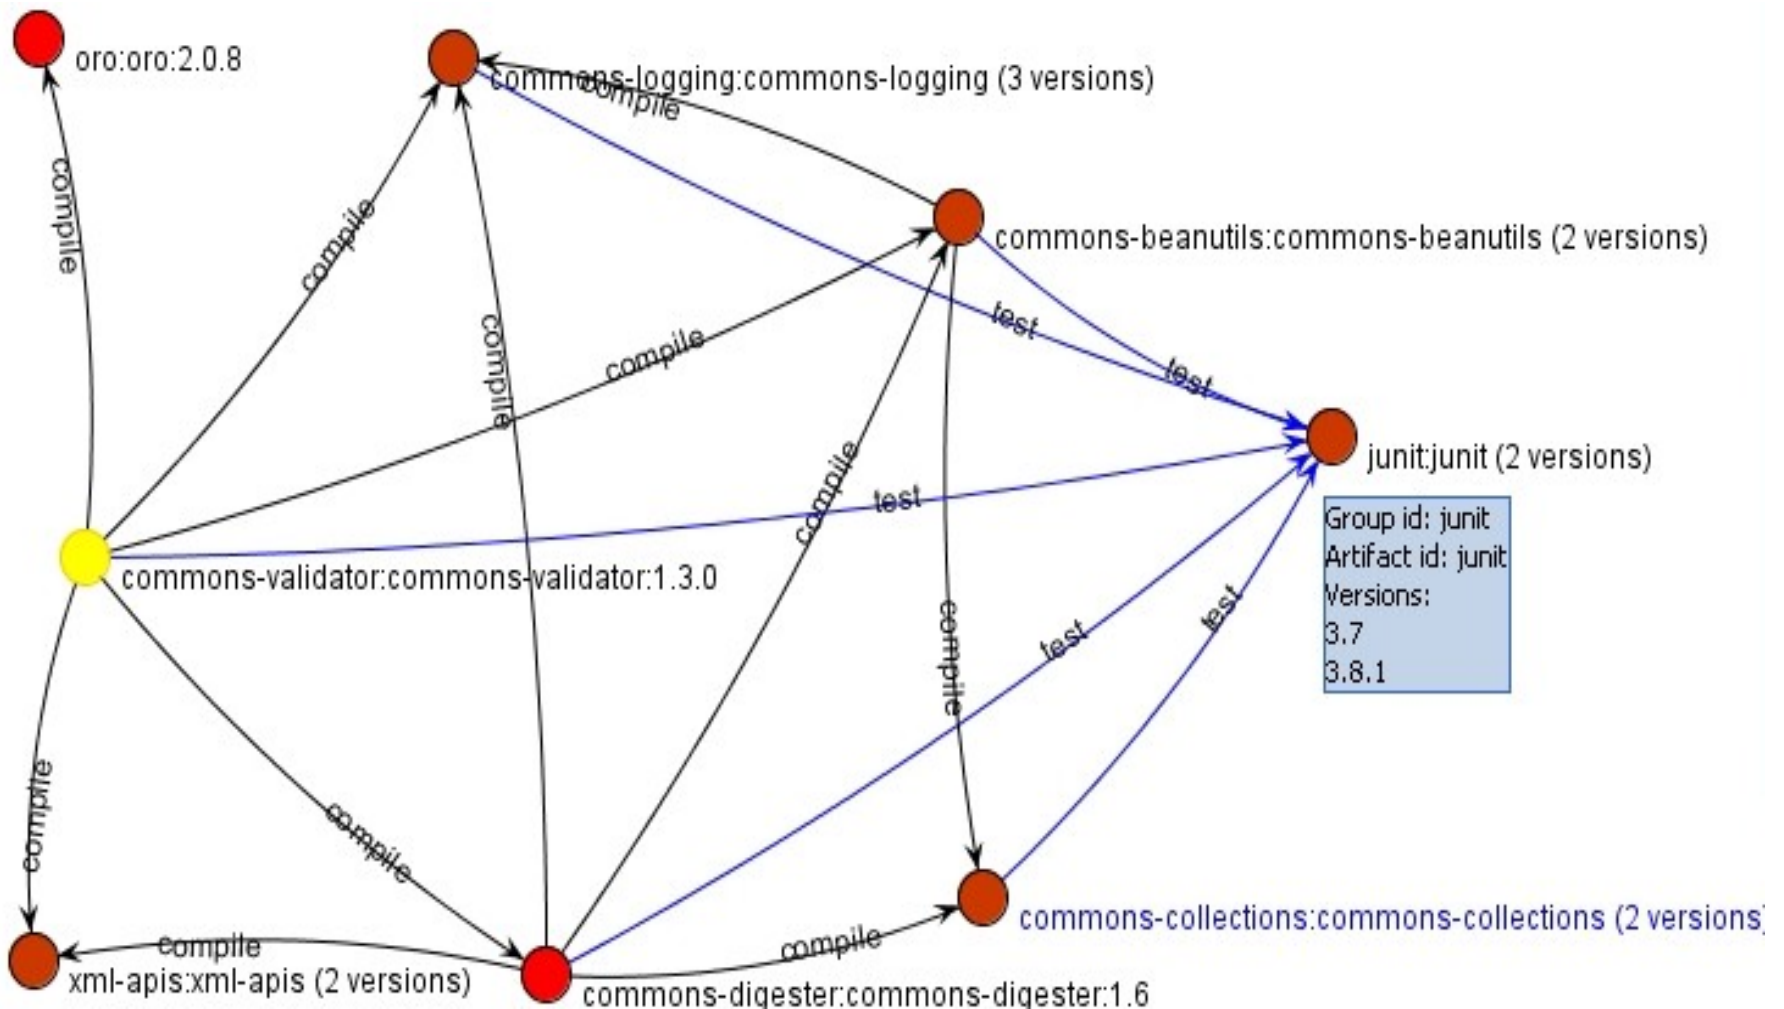 oro:oro:2.0.8
commons-logging:commons-logging (3 versions)
compile
compile
compile
commons-beanutils:commons-beanutils (2 versions)
test
compile
compile
test
junit:junit (2 versions)
compile
test
Group id: junit
Artifact id: junit
Versions:
3.7
3.8.1
commons-validator:commons-validator:1.3.0
test
test
compile
compile
compile
commons-collections:commons-collections (2 versions)
compile
compile
xml-apis:xml-apis (2 versions)
commons-digester:commons-digester:1.6